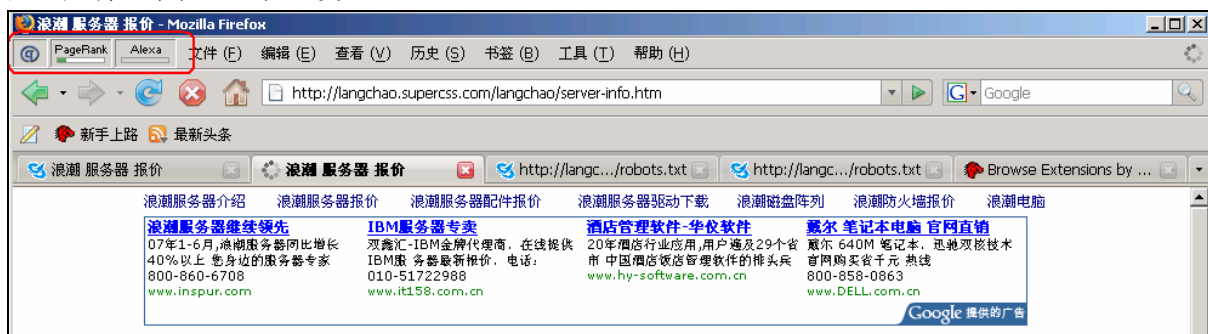 浪潮 服务器 报价 - Mozilla Firefox
@ PageRank Alexa 文件 (F) 编辑 (E) 查看 (V) 历史 (S) 书签 (B) 工具 (T) 帮助 (H)
http://langchao.supercss.com/langchao/server-info.htm G Google
新手上路 最新头条
浪潮 服务器 报价 浪潮 服务器 报价 http://langc.../robots.txt http://langc.../robots.txt Browse Extensions by ...
浪潮服务器介绍 浪潮服务器报价 浪潮服务器配件报价 浪潮服务器驱动下载 浪潮磁盘阵列 浪潮防火墙报价 浪潮电脑
浪潮服务器继续领先
07年1-6月,浪潮服务器同比增长
40%以上 您身边的服务器专家
800-860-6708
www.inspur.com
IBM服务器专卖
双鑫汇-IBM金牌代理商. 在线提供
IBM服 务器最新报价. 电话:
010-51722988
www.it158.com.cn
酒店管理软件-华仪软件
20年酒店行业应用,用户遍及29个省
市 中国酒店饭店管理软件的排头兵
www.hy-software.com.cn
戴尔 笔记本电脑 官网直销
戴尔 640M 笔记本. 迅驰双核技术
官网购买省千元 热线
800-858-0863
www.DELL.com.cn
Google 提供的广告